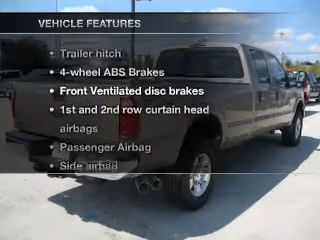 VEHICLE FEATURES
• Trailer hitch
• 4-wheel ABS Brakes
• Front Ventilated disc brakes
• 1st and 2nd row curtain head
airbags
• Passenger Airbag
• Side airbag